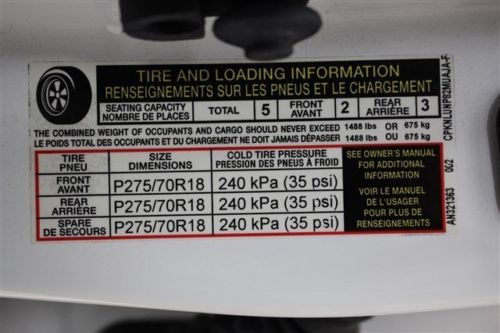 TIRE AND LOADING INFORMATION
RENSEIGNEMENTS SUR LES PNEUS ET LE CHARGEMENT
SEATING CAPACITY
NOMBRE DE PLACES
TOTAL 5
FRONT
AVANT
2
REAR
ARRIÈRE
3
THE COMBINED WEIGHT OF OCCUPANTS AND CARGO SHOULD NEVER EXCEED 1488 lbs OR 675 kg
LE POIDS TOTAL DES OCCUPANTS ET DU CHARGEMENT NE DOIT JAMAIS DÉPASSER 1488 lbs OU 675 kg
TIRE
PNEU
SIZE
DIMENSIONS
COLD TIRE PRESSURE
PRESSION DES PNEUS À FROID
FRONT
AVANT
P275/70R18 240 kPa (35 psi)
REAR
ARRIÈRE
P275/70R18 240 kPa (35 psi)
SPARE
DE SECOURS
P275/70R18 240 kPa (35 psi)
SEE OWNER'S MANUAL
FOR ADDITIONAL
INFORMATION
VOIR LE MANUEL
DE L'USAGER
POUR PLUS DE
RENSEIGNEMENTS
CPKNLUNP82MUAJA-F
AN321363 002